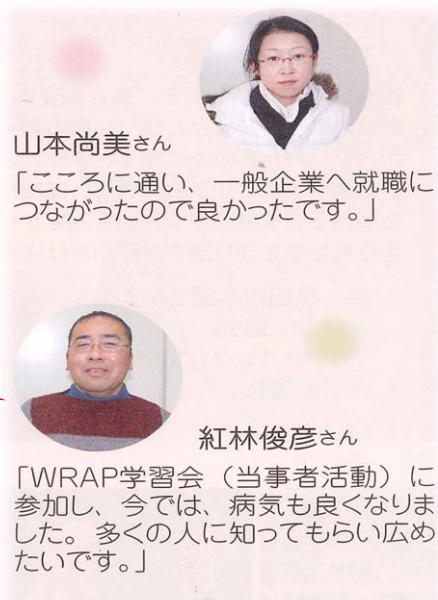 山本尚美さん
「こころに通い、一般企業へ就職に
つながったので良かったです。」
紅林俊彦さん
「WRAP学習会（当事者活動）に
参加し、今では、病気も良くなりま
した。多くの人に知ってもらい広め
たいです。」